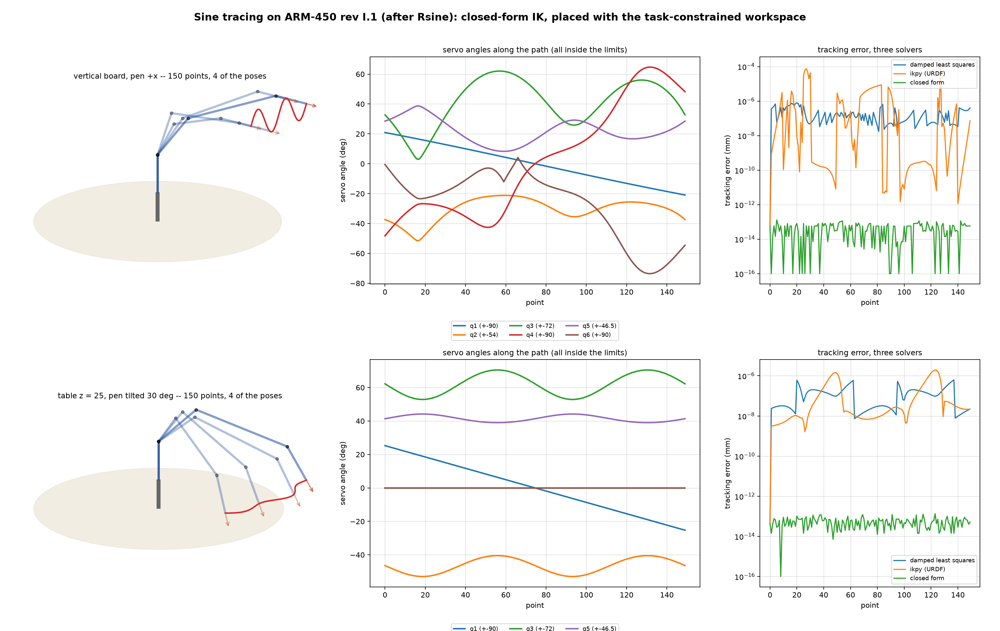 Sine tracing on ARM-450 rev I.1 (after Rsine): closed-form IK, placed with the task-constrained workspace
vertical board, pen +x -- 150 points, 4 of the poses
servo angles along the path (all inside the limits)
servo angle (deg)
60
40
20
0
−20
−40
−60
−80
0 20 40 60 80 100 120 140
point
q1 (+-90) q3 (+-72) q5 (+-46.5)
q2 (+-54) q4 (+-90) q6 (+-90)
tracking error, three solvers
tracking error (mm)
10⁻⁴
10⁻⁶
10⁻⁸
10⁻¹⁰
10⁻¹²
10⁻¹⁴
10⁻¹⁶
damped least squares
ikpy (URDF)
closed form
0 20 40 60 80 100 120 140
point
table z = 25, pen tilted 30 deg -- 150 points, 4 of the poses
servo angles along the path (all inside the limits)
servo angle (deg)
60
40
20
0
−20
−40
0 20 40 60 80 100 120 140
point
q1 (+-90) q3 (+-72) q5 (+-46.5)
tracking error, three solvers
tracking error (mm)
10⁻⁶
10⁻⁸
10⁻¹⁰
10⁻¹²
10⁻¹⁴
10⁻¹⁶
damped least squares
ikpy (URDF)
closed form
0 20 40 60 80 100 120 140
point